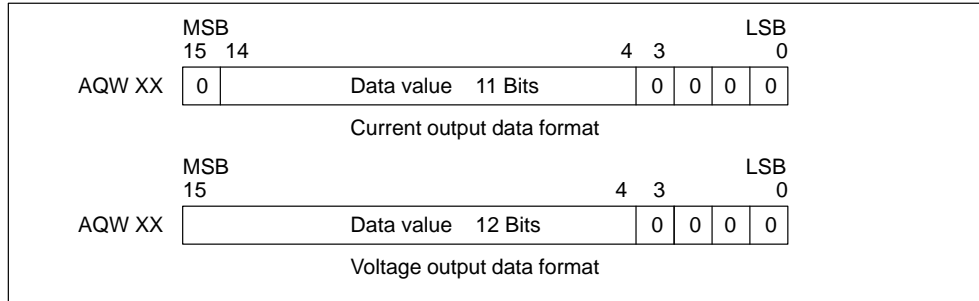 MSB LSB
15 14 4 3 0
AQW XX 0 Data value 11 Bits 0 0 0 0
Current output data format
MSB LSB
15 4 3 0
AQW XX Data value 12 Bits 0 0 0 0
Voltage output data format